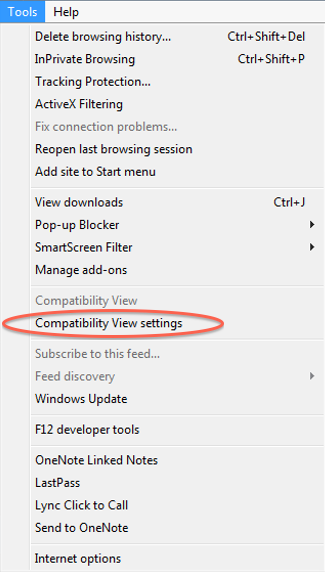 Tools Help
Delete browsing history... Ctrl+Shift+Del
InPrivate Browsing Ctrl+Shift+P
Tracking Protection...
ActiveX Filtering
Fix connection problems...
Reopen last browsing session
Add site to Start menu
View downloads Ctrl+J
Pop-up Blocker
SmartScreen Filter
Manage add-ons
Compatibility View
Compatibility View settings
Subscribe to this feed...
Feed discovery
Windows Update
F12 developer tools
OneNote Linked Notes
LastPass
Lync Click to Call
Send to OneNote
Internet options